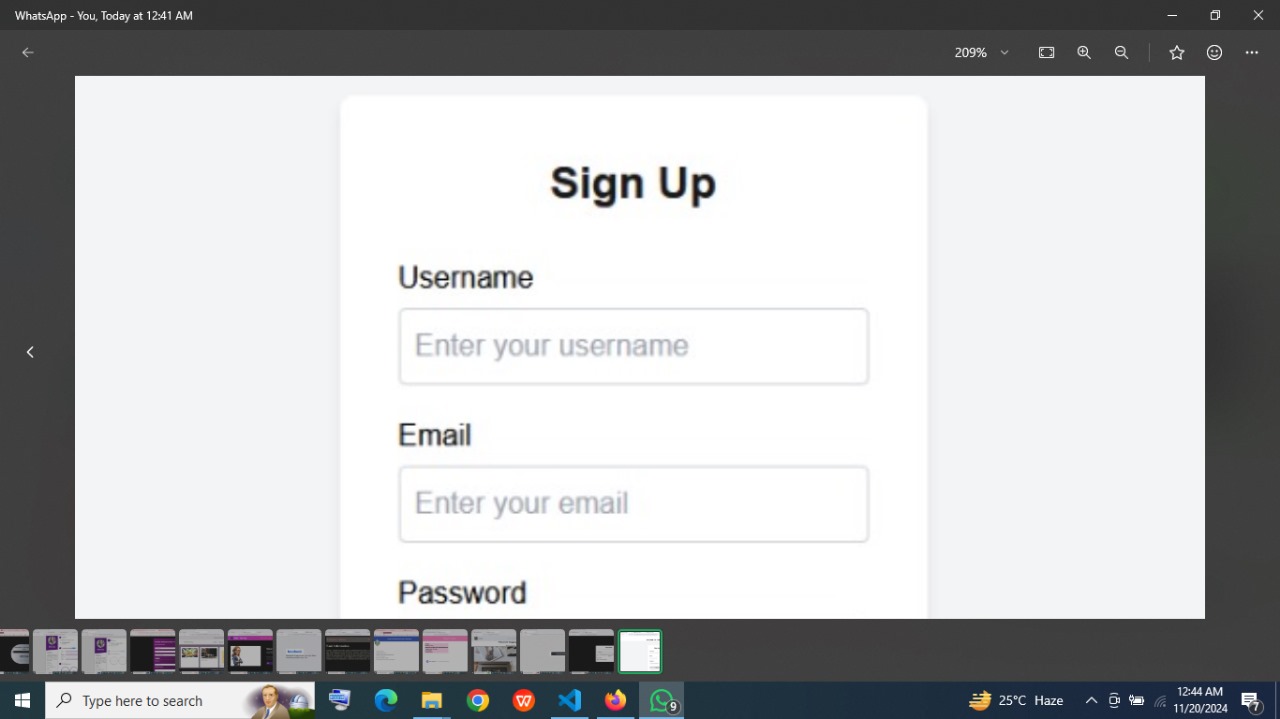 WhatsApp - You, Today at 12:41 AM
209%
Sign Up
Username
Enter your username
Email
Enter your email
Password
Type here to search
9
25°C Haze
12:44 AM
11/20/2024
7